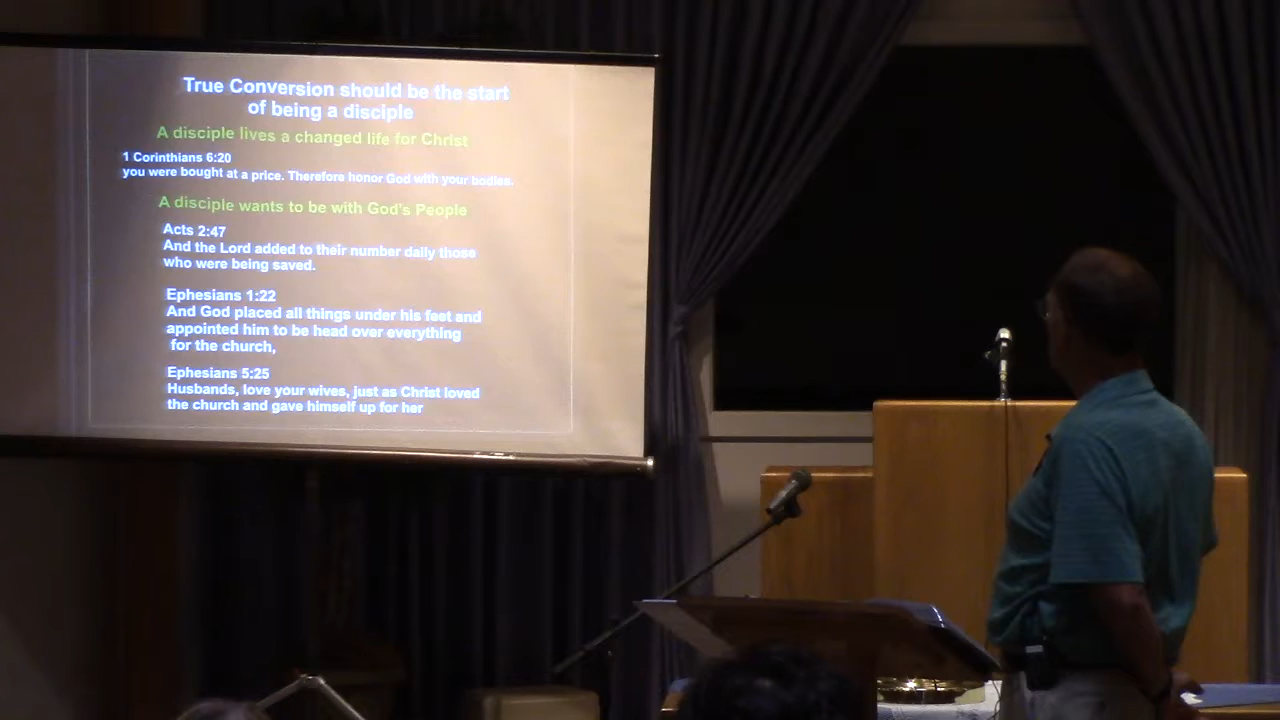 True Conversion should be the start
of being a disciple
A disciple lives a changed life for Christ
1 Corinthians 6:20
you were bought at a price. Therefore honor God with your bodies.
A disciple wants to be with God's People
Acts 2:47
And the Lord added to their number daily those
who were being saved.
Ephesians 1:22
And God placed all things under his feet and
appointed him to be head over everything
for the church,
Ephesians 5:25
Husbands, love your wives, just as Christ loved
the church and gave himself up for her